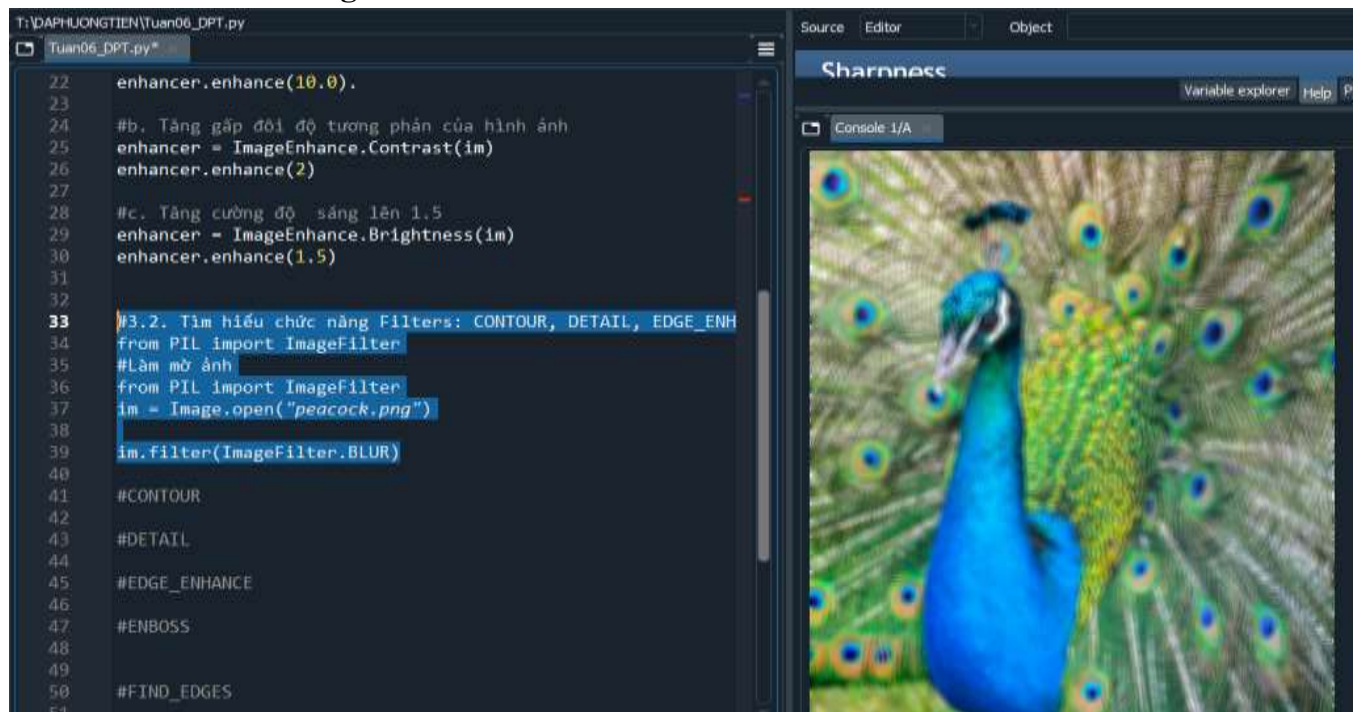 T:\DAPHUONGTIEN\Tuan06_DPT.py
Tuan06_DPT.py*
22 enhancer.enhance(10.0).
23
24 #b. Tăng gấp đôi độ tương phản của hình ảnh
25 enhancer = ImageEnhance.Contrast(im)
26 enhancer.enhance(2)
27
28 #c. Tăng cường độ sáng lên 1.5
29 enhancer = ImageEnhance.Brightness(im)
30 enhancer.enhance(1.5)
31
32
33 #3.2. Tìm hiểu chức năng Filters: CONTOUR, DETAIL, EDGE_ENH
34 from PIL import ImageFilter
35 #Làm mờ ảnh
36 from PIL import ImageFilter
37 im = Image.open("peacock.png")
38
39 im.filter(ImageFilter.BLUR)
40
41 #CONTOUR
42
43 #DETAIL
44
45 #EDGE_ENHANCE
46
47 #ENBOSS
48
49
50 #FIND_EDGES
51
Source Editor Object
Sharpness
Variable explorer Help P
Console 1/A